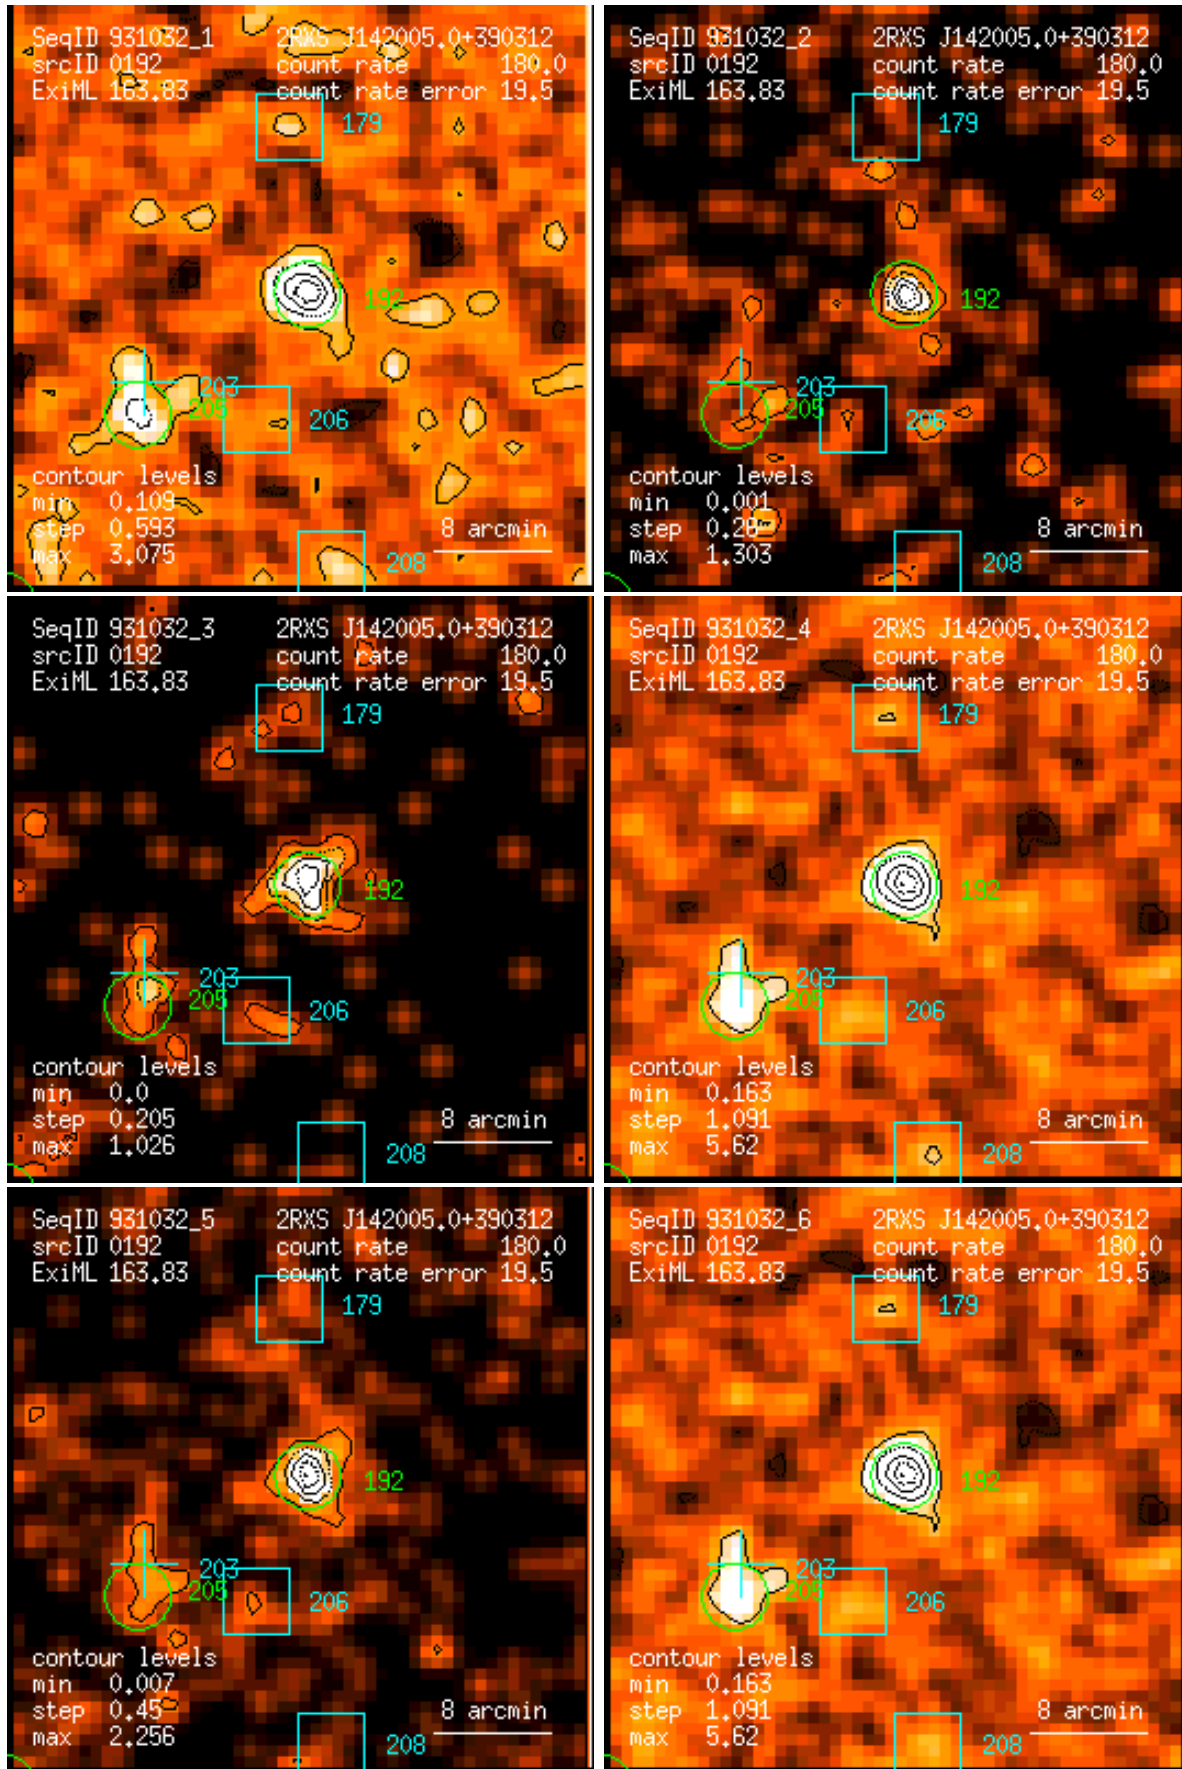 SeqID 931032_1 2RXS J142005.0+390312
srcID 0192 count rate 180.0
ExiML 163.83 count rate error 19.5
179
192
203
205
206
contour levels
min 0.109
step 0.593 8 arcmin
max 3.075
208
SeqID 931032_2 2RXS J142005.0+390312
srcID 0192 count rate 180.0
ExiML 163.83 count rate error 19.5
179
192
203
205
206
contour levels
min 0.001
step 0.26 8 arcmin
max 1.303
208
SeqID 931032_3 2RXS J142005.0+390312
srcID 0192 count rate 180.0
ExiML 163.83 count rate error 19.5
179
192
203
205
206
contour levels
min 0.0
step 0.205 8 arcmin
max 1.026
208
SeqID 931032_4 2RXS J142005.0+390312
srcID 0192 count rate 180.0
ExiML 163.83 count rate error 19.5
179
192
203
205
206
contour levels
min 0.163
step 1.091 8 arcmin
max 5.62
208
SeqID 931032_5 2RXS J142005.0+390312
srcID 0192 count rate 180.0
ExiML 163.83 count rate error 19.5
179
192
203
205
206
contour levels
min 0.007
step 0.45 8 arcmin
max 2.256
208
SeqID 931032_6 2RXS J142005.0+390312
srcID 0192 count rate 180.0
ExiML 163.83 count rate error 19.5
179
192
203
205
206
contour levels
min 0.163
step 1.091 8 arcmin
max 5.62
208